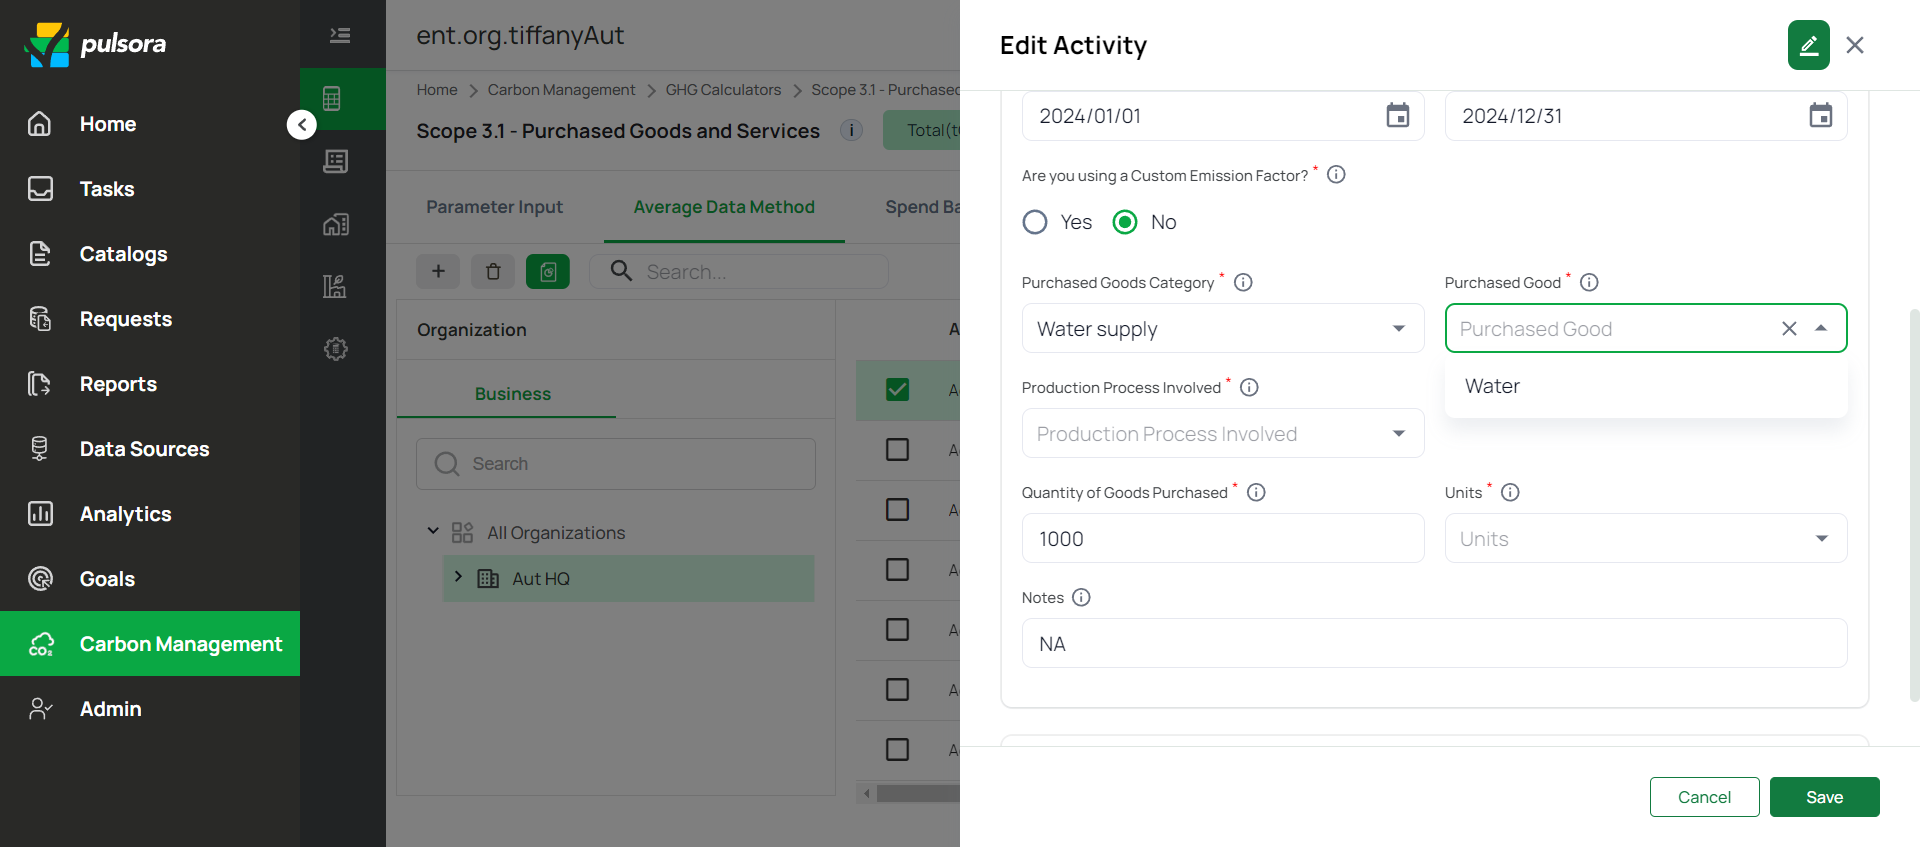 pulsora
Home
Tasks
Catalogs
Requests
Reports
Data Sources
Analytics
Goals
Carbon Management
Admin
ent.org.tiffanyAut
Home > Carbon Management > GHG Calculators > Scope 3.1 - Purchased
Scope 3.1 - Purchased Goods and Services
Parameter Input
Average Data Method
Search...
Organization
Business
Search
All Organizations
Aut HQ
Edit Activity
2024/01/01
2024/12/31
Are you using a Custom Emission Factor? *
Yes
No
Purchased Goods Category *
Purchased Good *
Water supply
Purchased Good
Water
Production Process Involved *
Production Process Involved
Quantity of Goods Purchased *
Units *
1000
Units
Notes
NA
Cancel
Save